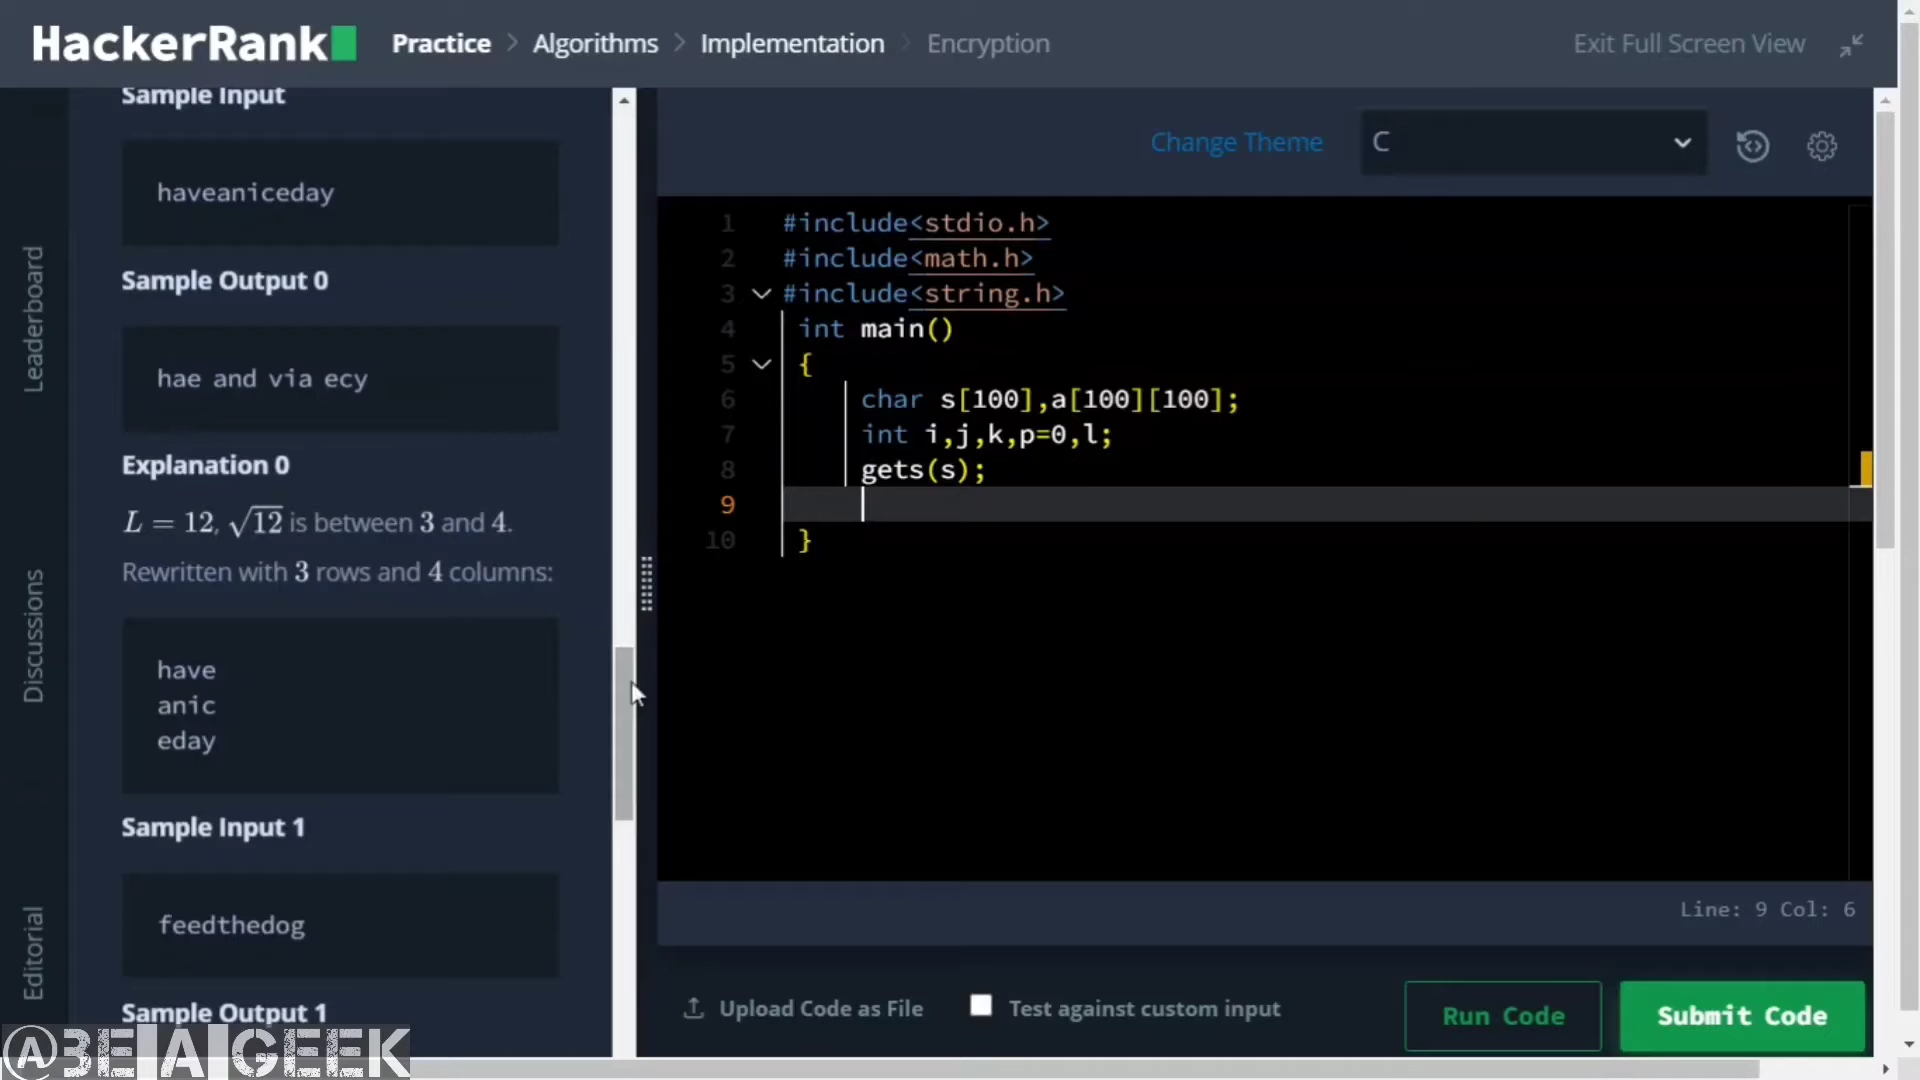 HackerRank
Practice > Algorithms > Implementation > Encryption
Exit Full Screen View
Leaderboard
Discussions
Editorial
Sample Input
haveaniceday
Sample Output 0
hae and via ecy
Explanation 0
L = 12, √12 is between 3 and 4.
Rewritten with 3 rows and 4 columns:
have
anic
eday
Sample Input 1
feedthedog
Sample Output 1
Change Theme
C
1 #include<stdio.h>
2 #include<math.h>
3 #include<string.h>
4 int main()
5 {
6 char s[100],a[100][100];
7 int i,j,k,p=0,l;
8 gets(s);
9
10 }
Line: 9 Col: 6
Upload Code as File
Test against custom input
Run Code
Submit Code
@BE A GEEK